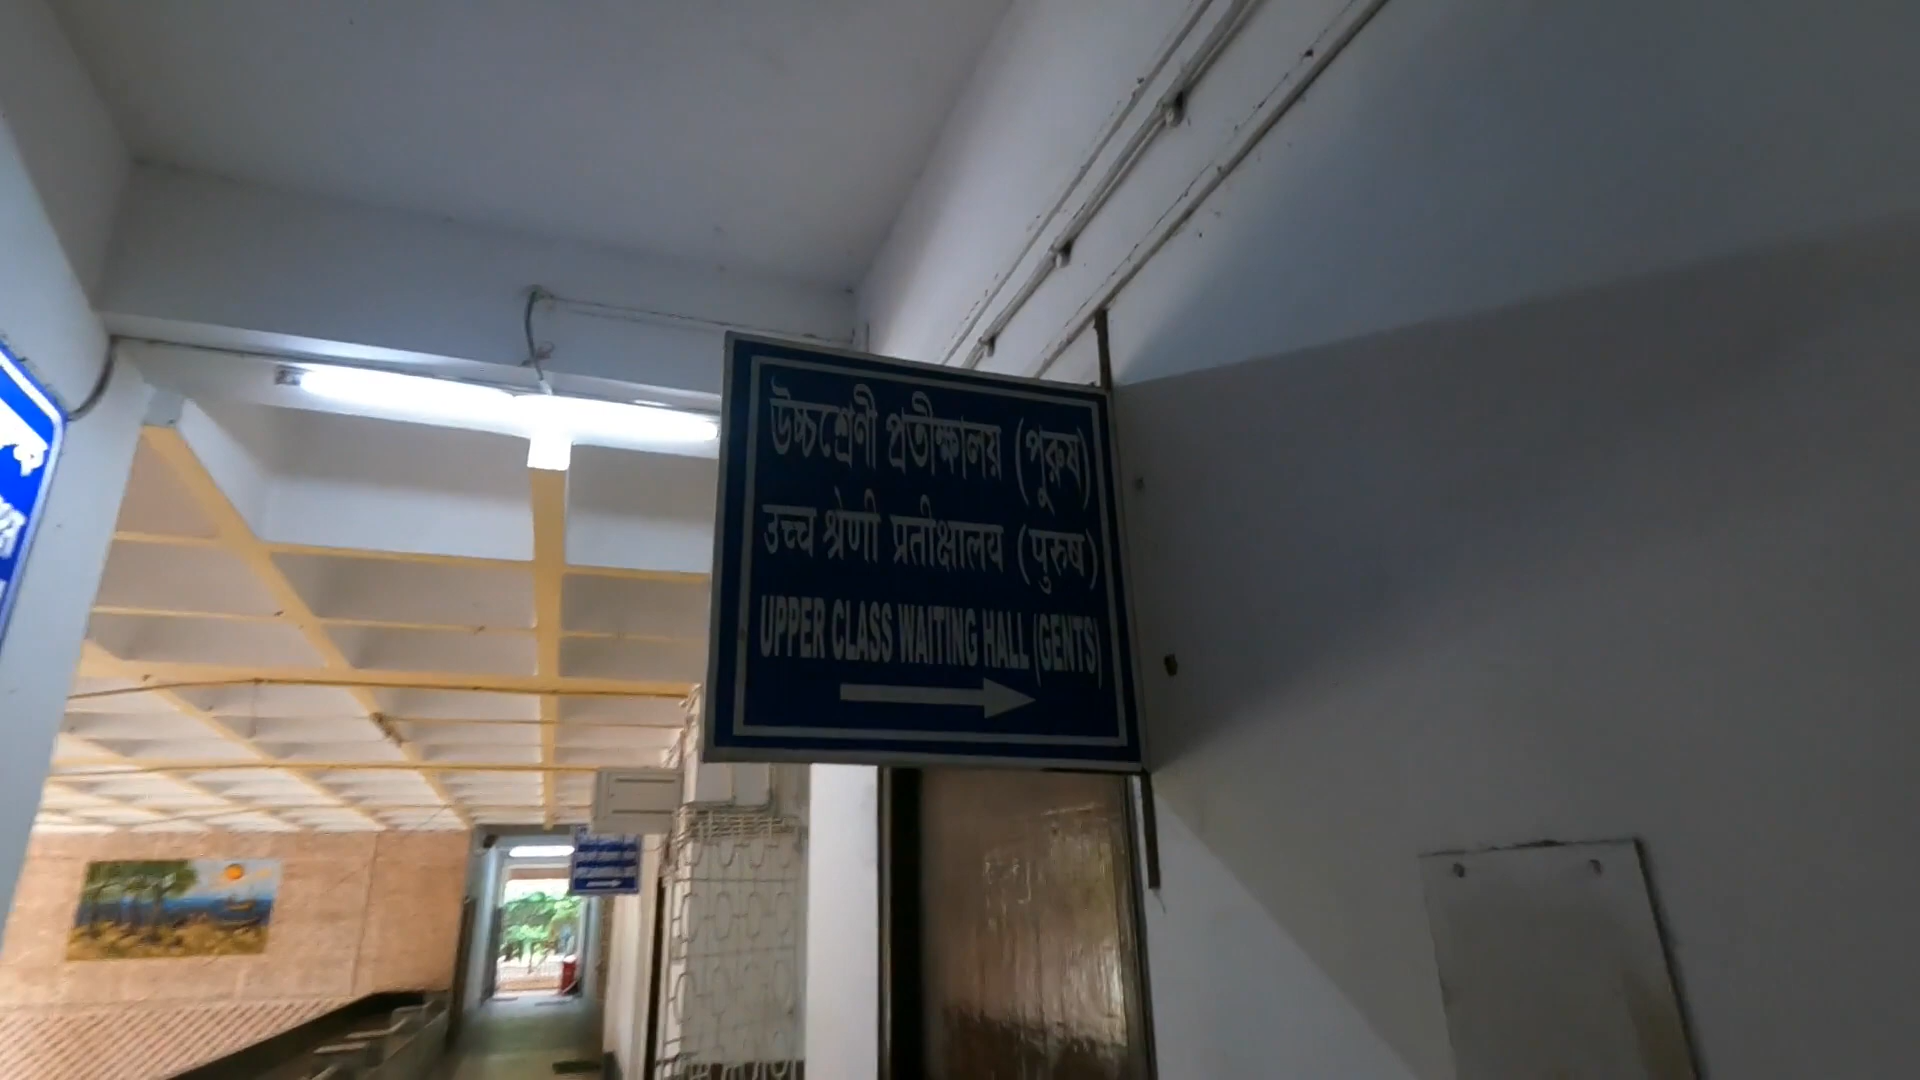 উচ্চশ্রেণী প্রতীক্ষালয় (পুরুষ)
उच्च श्रेणी प्रतीक्षालय (पुरुष)
UPPER CLASS WAITING HALL (GENTS)